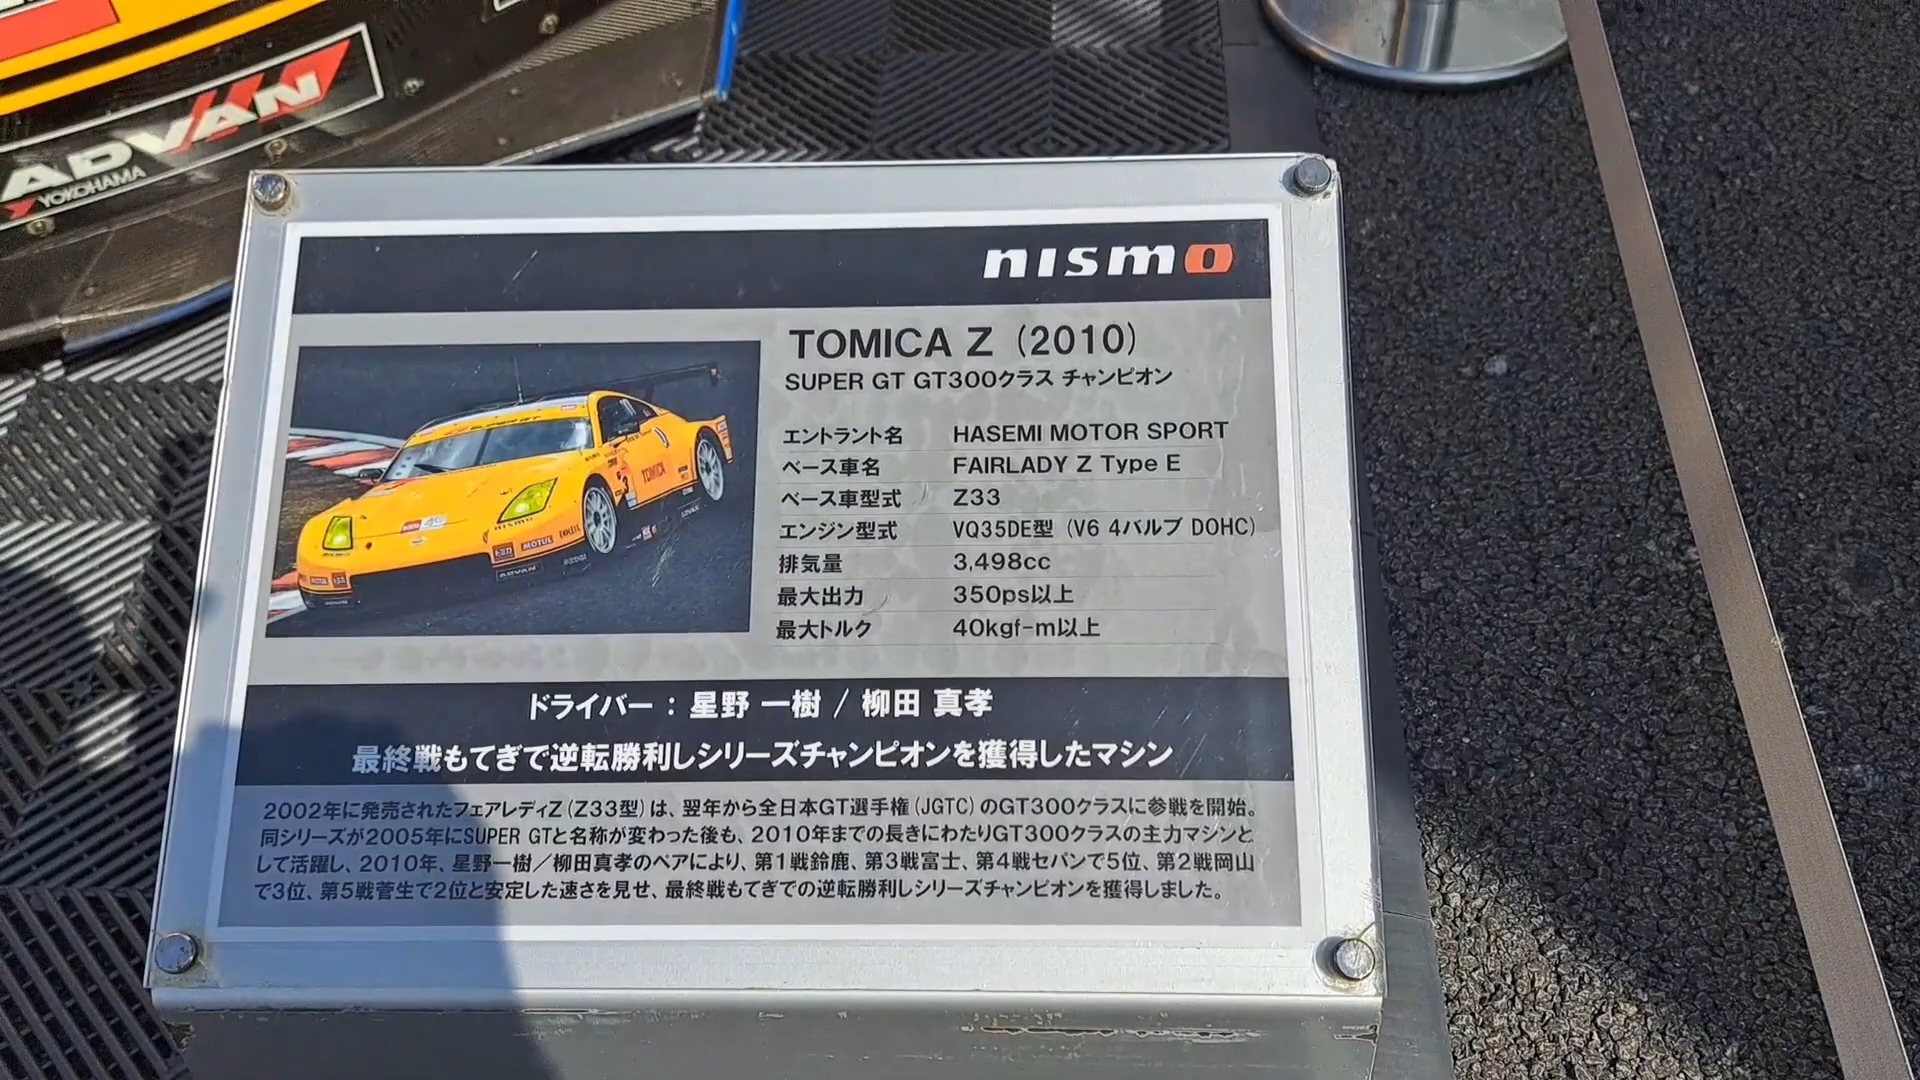 ADVAN
YOKOHAMA
nismo
TOMICA Z (2010)
SUPER GT GT300クラス チャンピオン
エントラント名 HASEMI MOTOR SPORT
ベース車名 FAIRLADY Z Type E
ベース車型式 Z33
エンジン型式 VQ35DE型 (V6 4バルブ DOHC)
排気量 3,498cc
最大出力 350ps以上
最大トルク 40kgf-m以上
TOMICA
MOTUL
ADVAN
ドライバー : 星野 一樹 / 柳田 真孝
最終戦もてぎで逆転勝利しシリーズチャンピオンを獲得したマシン
2002年に発売されたフェアレディZ(Z33型)は、翌年から全日本GT選手権(JGTC)のGT300クラスに参戦を開始。
同シリーズが2005年にSUPER GTと名称が変わった後も、2010年までの長きにわたりGT300クラスの主力マシンと
して活躍し、2010年、星野一樹/柳田真孝のペアにより、第1戦鈴鹿、第3戦富士、第4戦セパンで5位、第2戦岡山
で3位、第5戦菅生で2位と安定した速さを見せ、最終戦もてぎでの逆転勝利しシリーズチャンピオンを獲得しました。